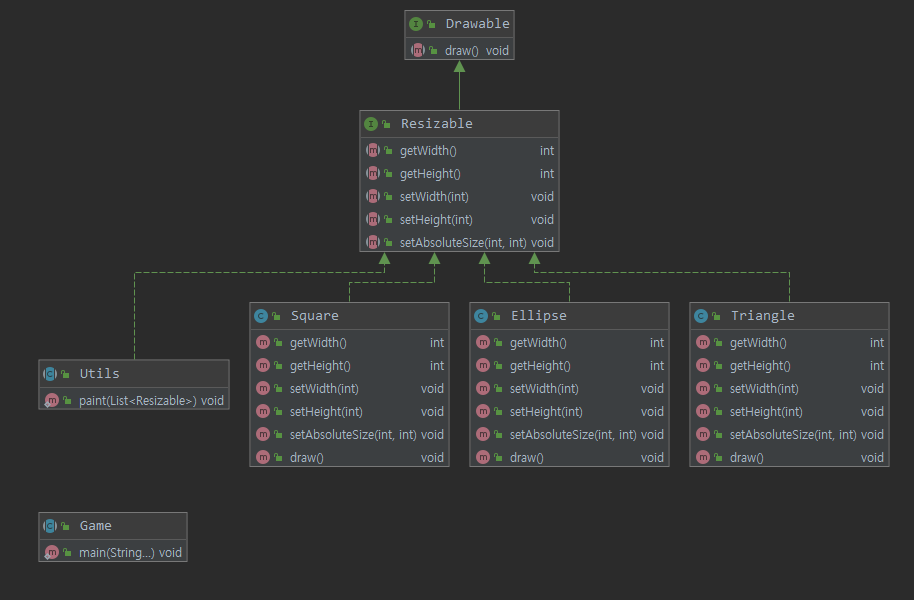 Drawable
draw() void
Resizable
getWidth() int
getHeight() int
setWidth(int) void
setHeight(int) void
setAbsoluteSize(int, int) void
Square
getWidth() int
getHeight() int
setWidth(int) void
setHeight(int) void
setAbsoluteSize(int, int) void
draw() void
Ellipse
getWidth() int
getHeight() int
setWidth(int) void
setHeight(int) void
setAbsoluteSize(int, int) void
draw() void
Triangle
getWidth() int
getHeight() int
setWidth(int) void
setHeight(int) void
setAbsoluteSize(int, int) void
draw() void
Utils
paint(List<Resizable>) void
Game
main(String...) void